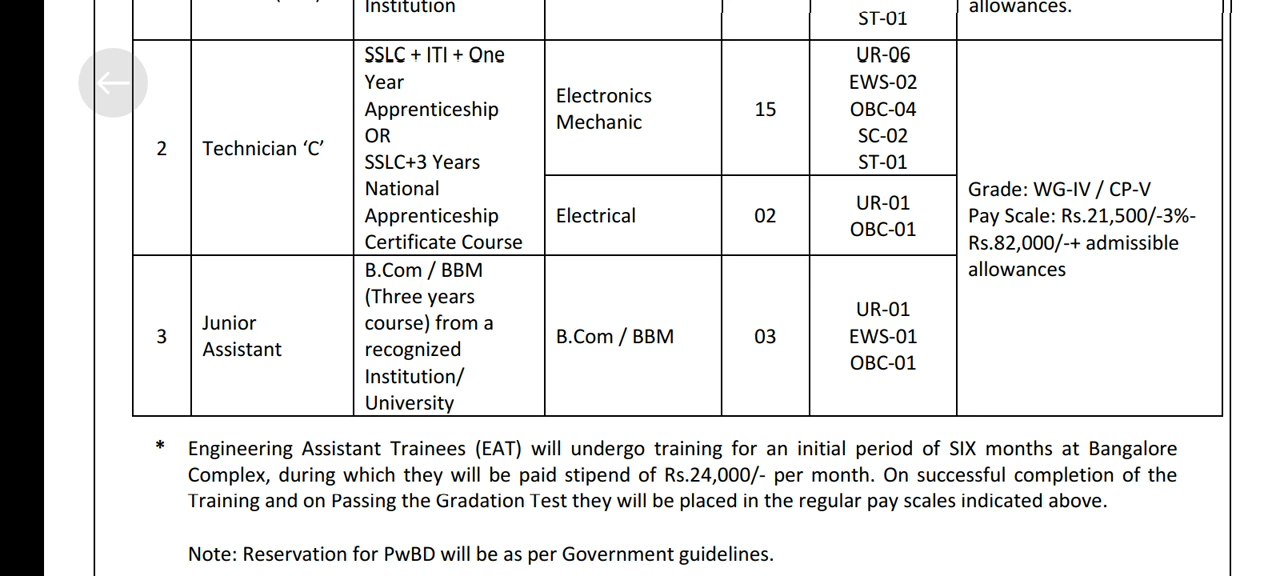 Institution
ST-01
allowances.
2
Technician ‘C’
SSLC + ITI + One
Year
Apprenticeship
OR
SSLC+3 Years
National
Apprenticeship
Certificate Course
Electronics
Mechanic
15
UR-06
EWS-02
OBC-04
SC-02
ST-01
Electrical
02
UR-01
OBC-01
Grade: WG-IV / CP-V
Pay Scale: Rs.21,500/-3%-
Rs.82,000/-+ admissible
allowances
3
Junior
Assistant
B.Com / BBM
(Three years
course) from a
recognized
Institution/
University
B.Com / BBM
03
UR-01
EWS-01
OBC-01
* Engineering Assistant Trainees (EAT) will undergo training for an initial period of SIX months at Bangalore
Complex, during which they will be paid stipend of Rs.24,000/- per month. On successful completion of the
Training and on Passing the Gradation Test they will be placed in the regular pay scales indicated above.
Note: Reservation for PwBD will be as per Government guidelines.